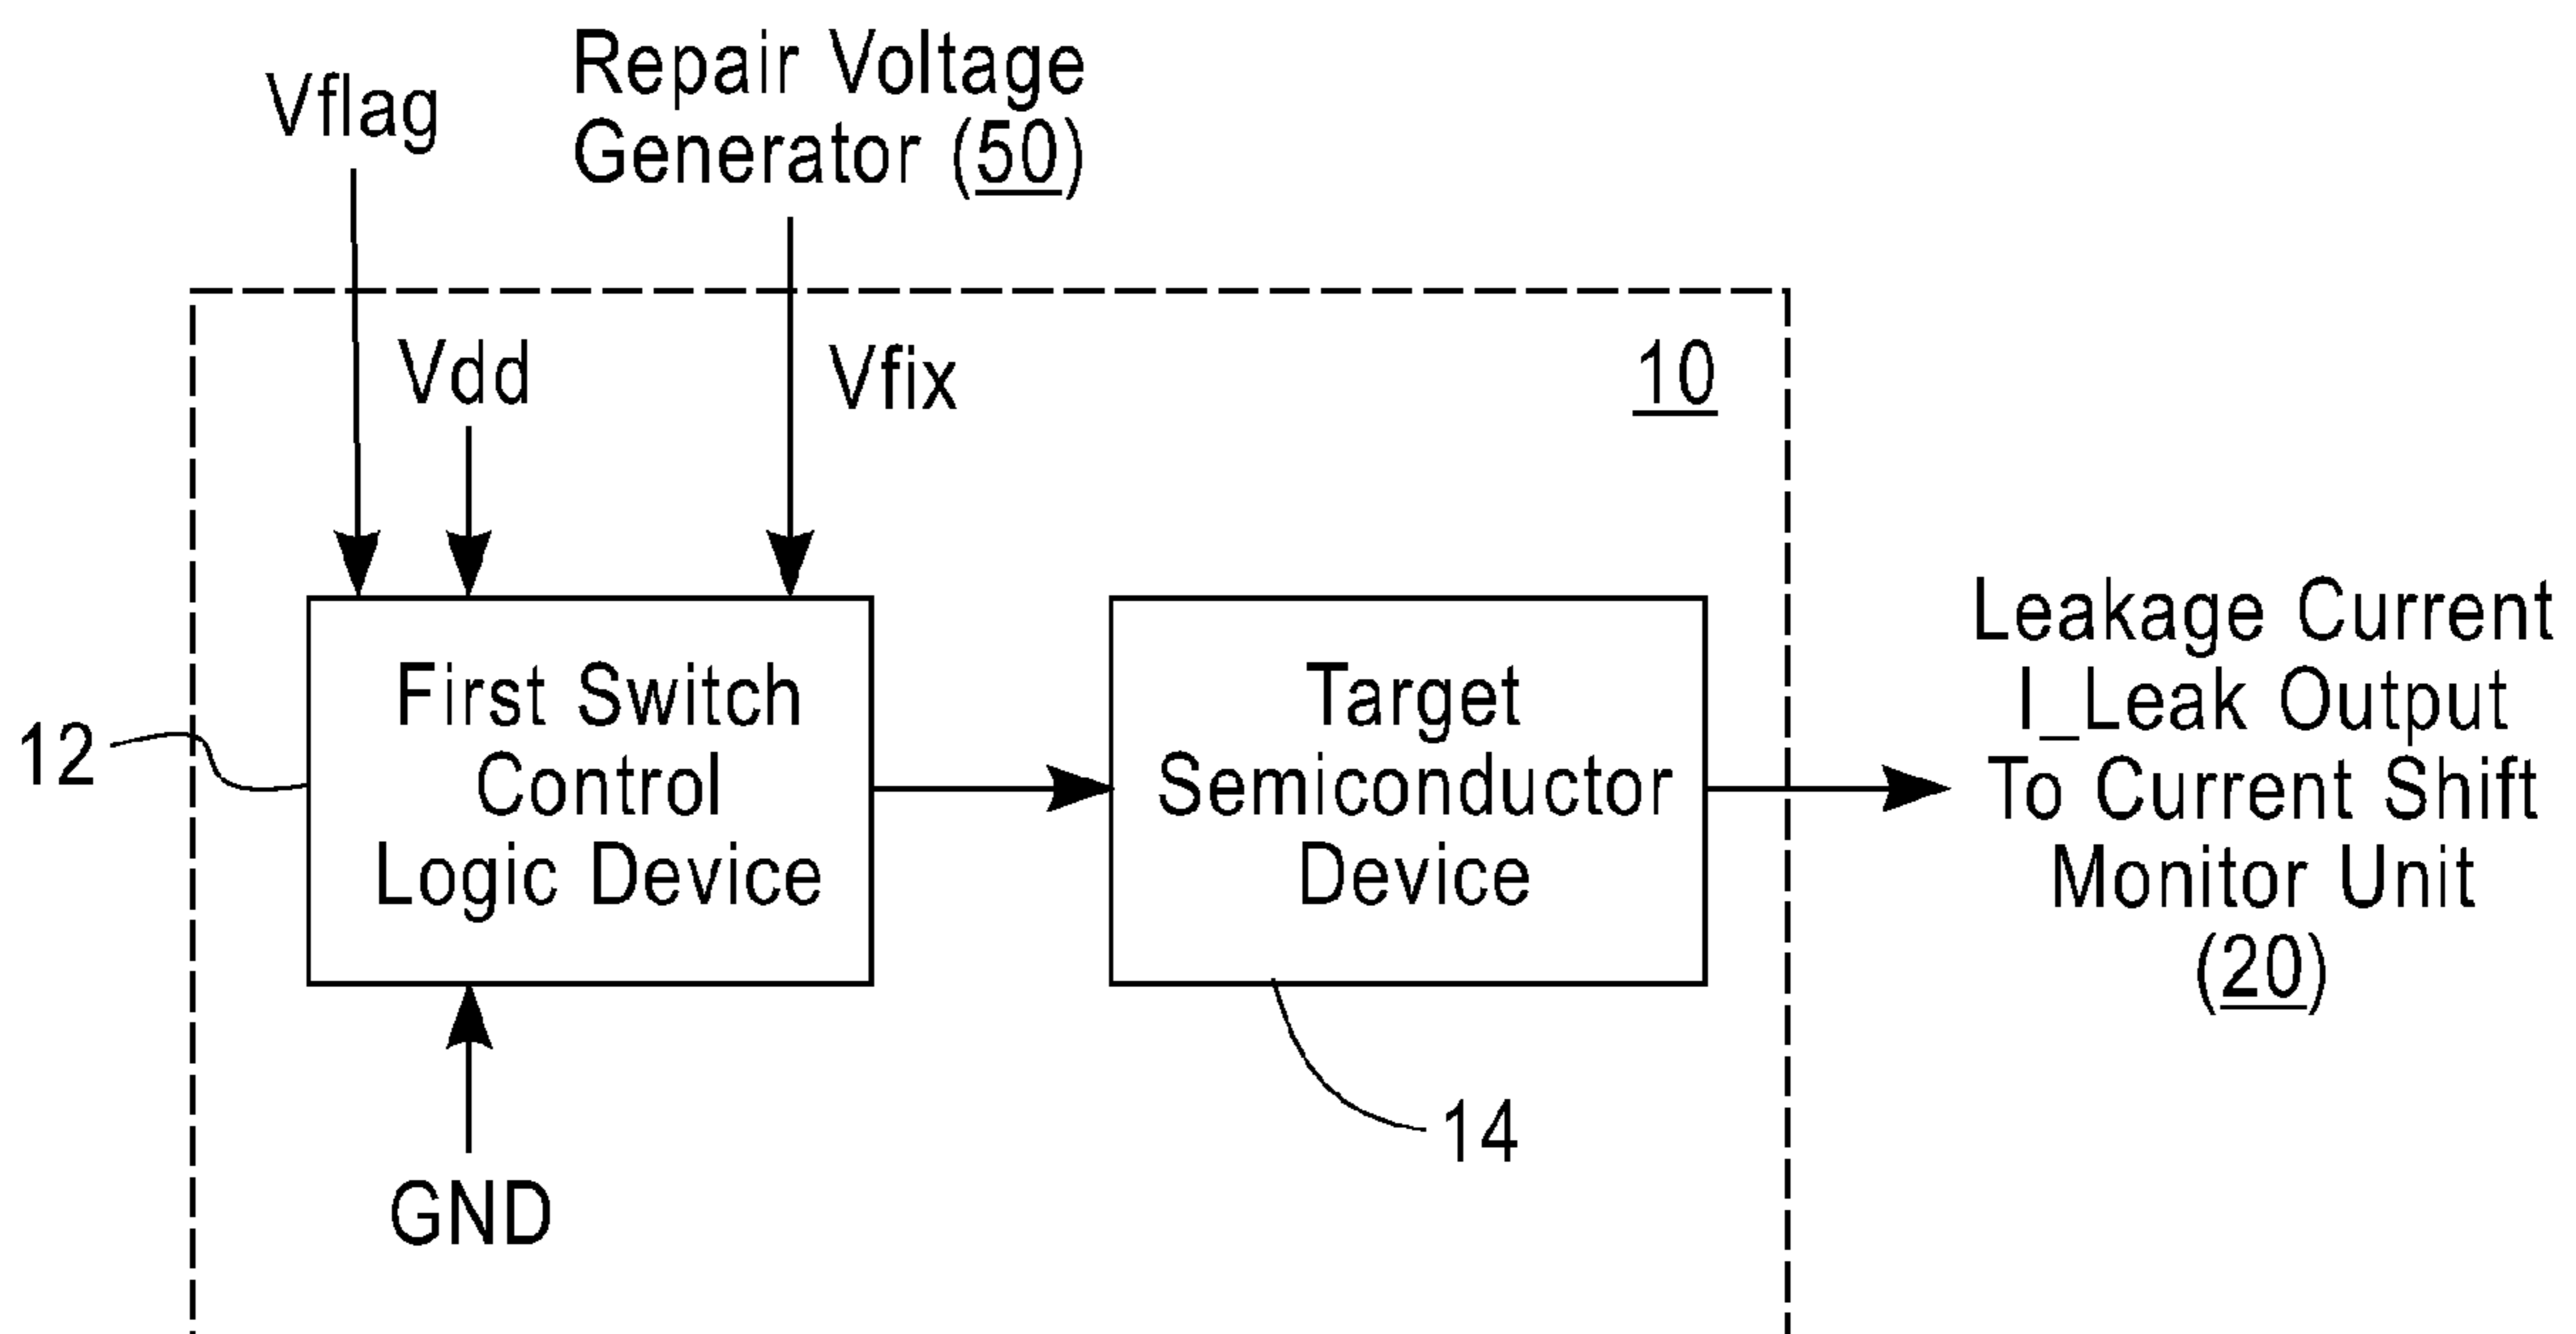 Vflag
Repair Voltage
Generator (50)
Vdd
Vfix
10
First Switch
Control
Logic Device
12
Target
Semiconductor
Device
14
GND
Leakage Current
I_Leak Output
To Current Shift
Monitor Unit
(20)